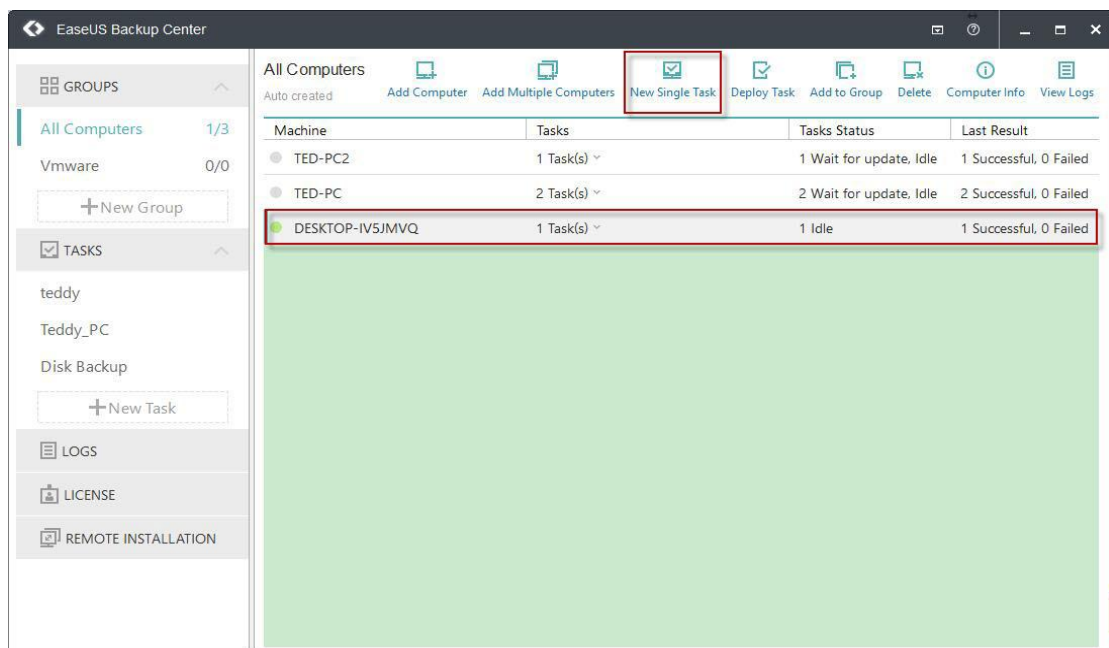 EaseUS Backup Center
GROUPS
All Computers 1/3
Vmware 0/0
New Group
TASKS
teddy
Teddy_PC
Disk Backup
New Task
LOGS
LICENSE
REMOTE INSTALLATION
All Computers
Auto created
Add Computer Add Multiple Computers New Single Task Deploy Task Add to Group Delete Computer Info View Logs
Machine Tasks Tasks Status Last Result
TED-PC2 1 Task(s) 1 Wait for update, Idle 1 Successful, 0 Failed
TED-PC 2 Task(s) 2 Wait for update, Idle 2 Successful, 0 Failed
DESKTOP-IV5JMVQ 1 Task(s) 1 Idle 1 Successful, 0 Failed